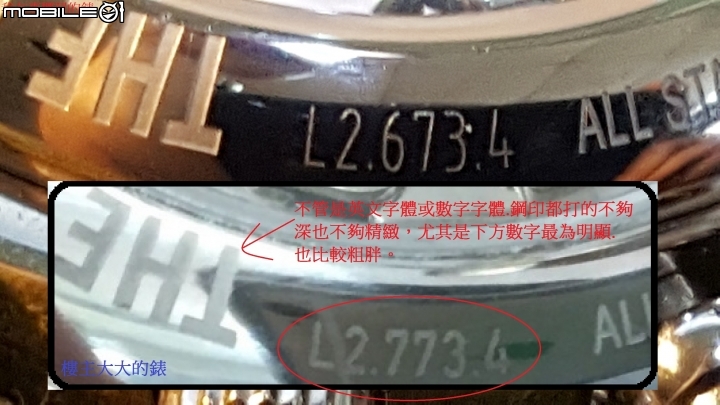 MOBILE01
THE L2.673.4 ALL STA
不管是英文字體或數字字體.鋼印都打的不夠
深也不夠精緻，尤其是下方數字最為明顯.
也比較粗胖。
THE L2.773.4 ALL
樓主大大的錶